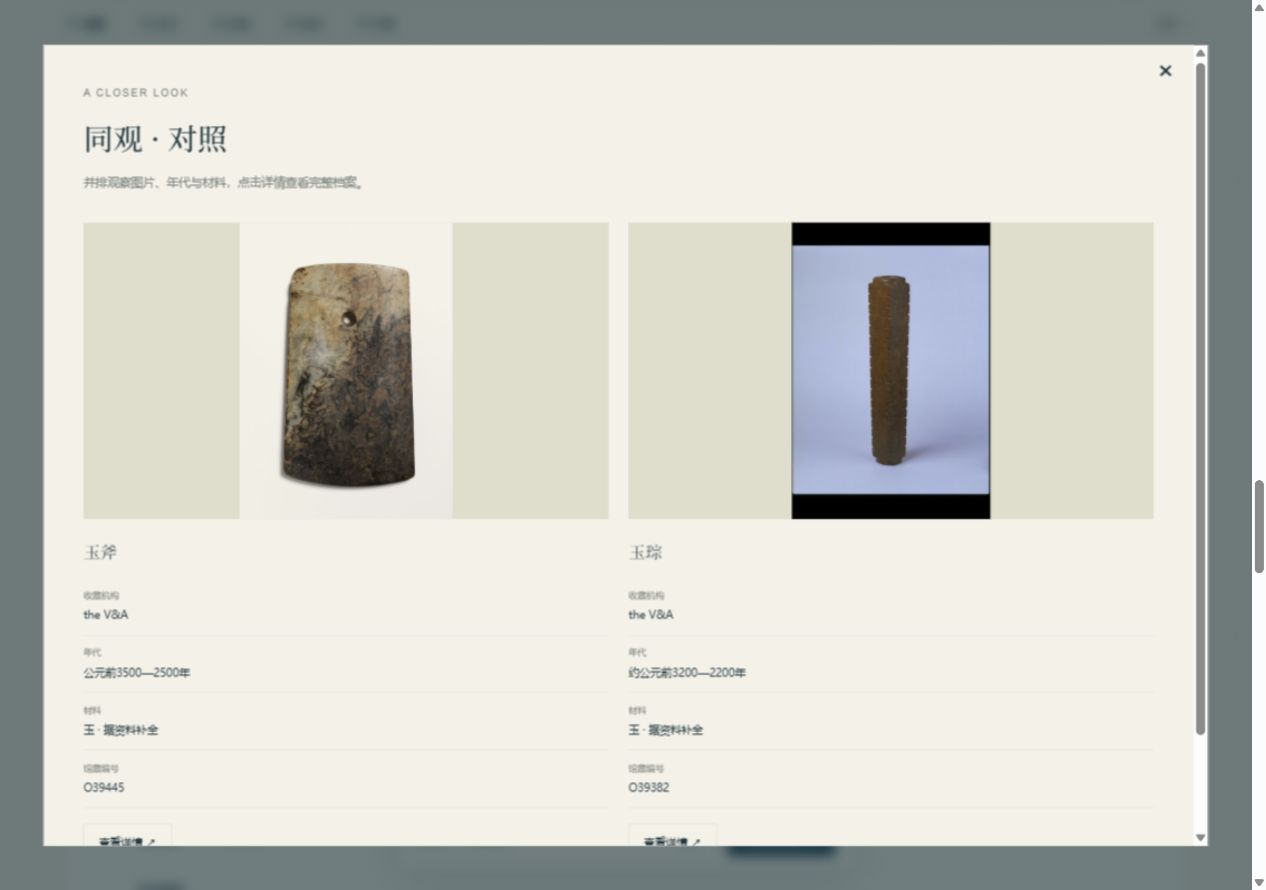 A CLOSER LOOK
同观 · 对照
并排观察图片、年代与材料，点击详情查看完整档案。
玉斧
收藏机构
the V&A
年代
公元前3500—2500年
材料
玉 · 据资料补全
馆藏编号
O39445
查看详情 ↗
玉琮
收藏机构
the V&A
年代
约公元前3200—2200年
材料
玉 · 据资料补全
馆藏编号
O39382
查看详情 ↗